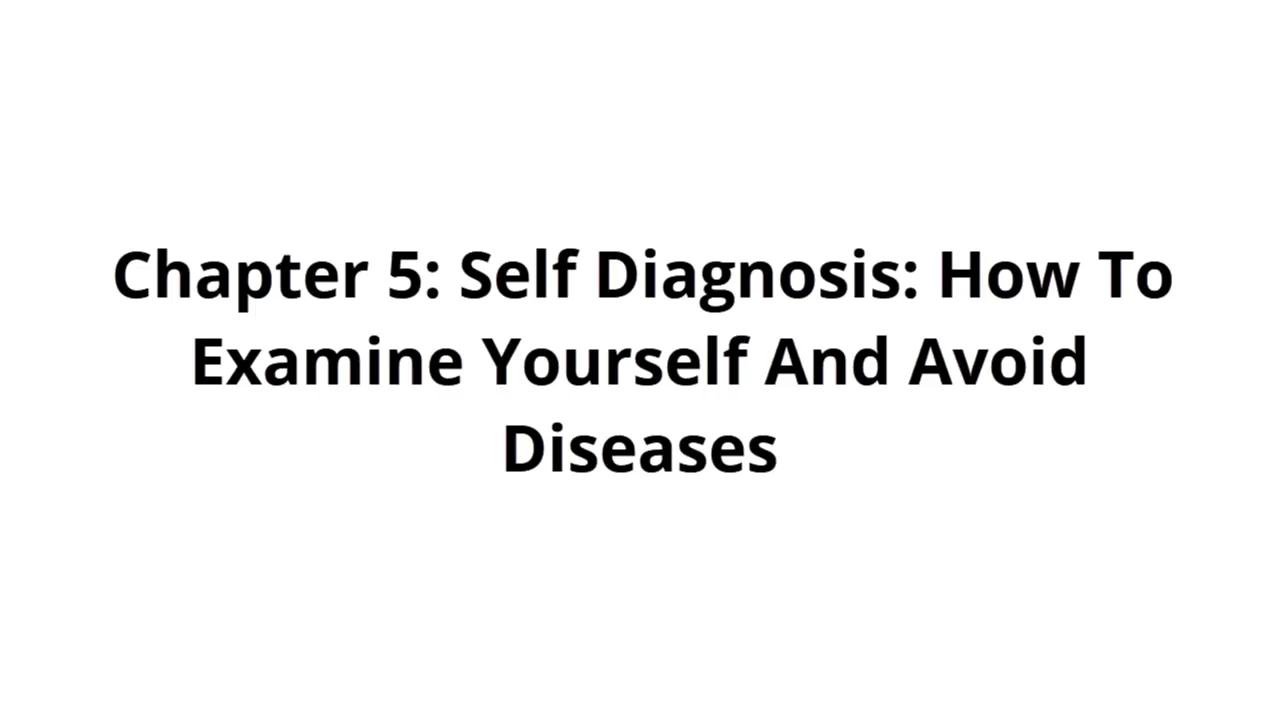 Chapter 5: Self Diagnosis: How To
Examine Yourself And Avoid
Diseases